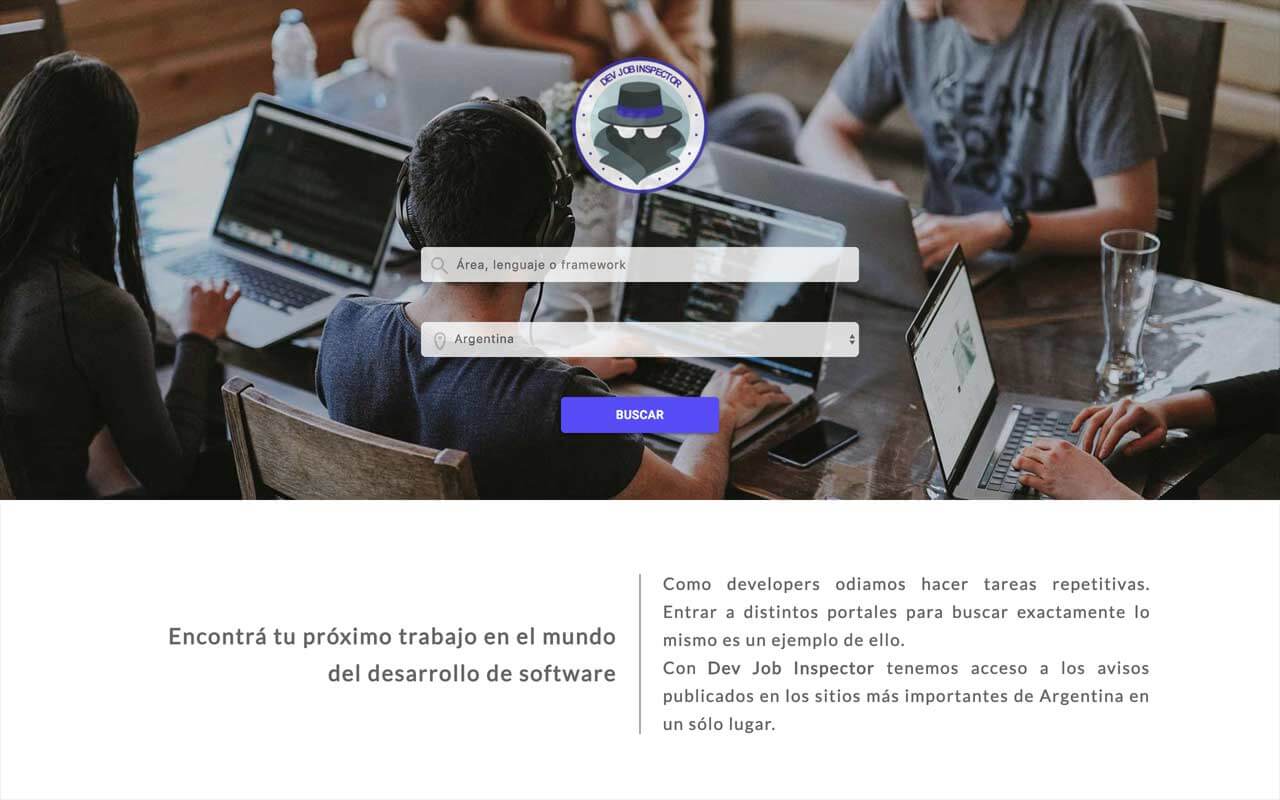 DEV JOB INSPECTOR
GEAR
Área, lenguaje o framework
Argentina
BUSCAR
Encontrá tu próximo trabajo en el mundo
del desarrollo de software
Como developers odiamos hacer tareas repetitivas.
Entrar a distintos portales para buscar exactamente lo
mismo es un ejemplo de ello.
Con Dev Job Inspector tenemos acceso a los avisos
publicados en los sitios más importantes de Argentina en
un sólo lugar.